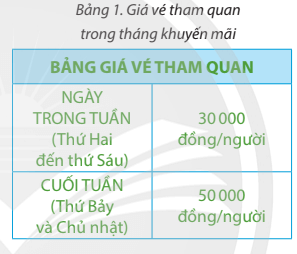 Bảng 1. Giá vé tham quan
trong tháng khuyến mãi
BẢNG GIÁ VÉ THAM QUAN
NGÀY
TRONG TUẦN
(Thứ Hai
đến thứ Sáu)
30 000
đồng/người
CUỐI TUẦN
(Thứ Bảy
và Chủ nhật)
50 000
đồng/người